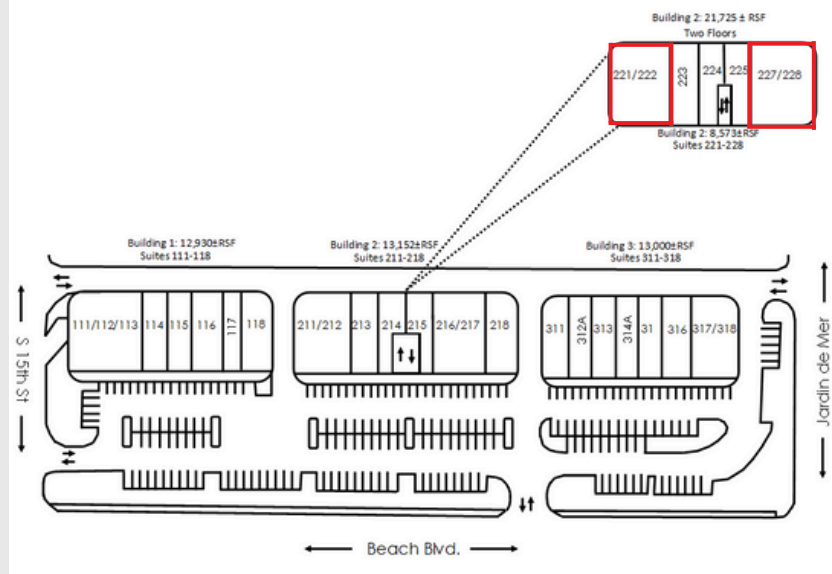 Building 2: 21,725 ± RSF
Two Floors
221/222
223
224
225
227/228
Building 2: 8,573±RSF
Suites 221-228
Building 1: 12,930±RSF
Suites 111-118
Building 2: 13,152±RSF
Suites 211-218
Building 3: 13,000±RSF
Suites 311-318
111/112/113
114
115
116
117
118
211/212
213
214
215
216/217
218
311
312A
313
314A
31
316
317/318
S 15th St
Jardin de Mer
Beach Blvd.